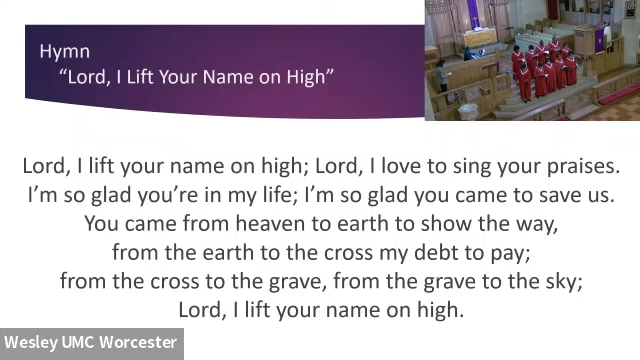 Hymn
“Lord, I Lift Your Name on High”
Lord, I lift your name on high; Lord, I love to sing your praises.
I’m so glad you’re in my life; I’m so glad you came to save us.
You came from heaven to earth to show the way,
from the earth to the cross my debt to pay;
from the cross to the grave, from the grave to the sky;
Lord, I lift your name on high.
Wesley UMC Worcester